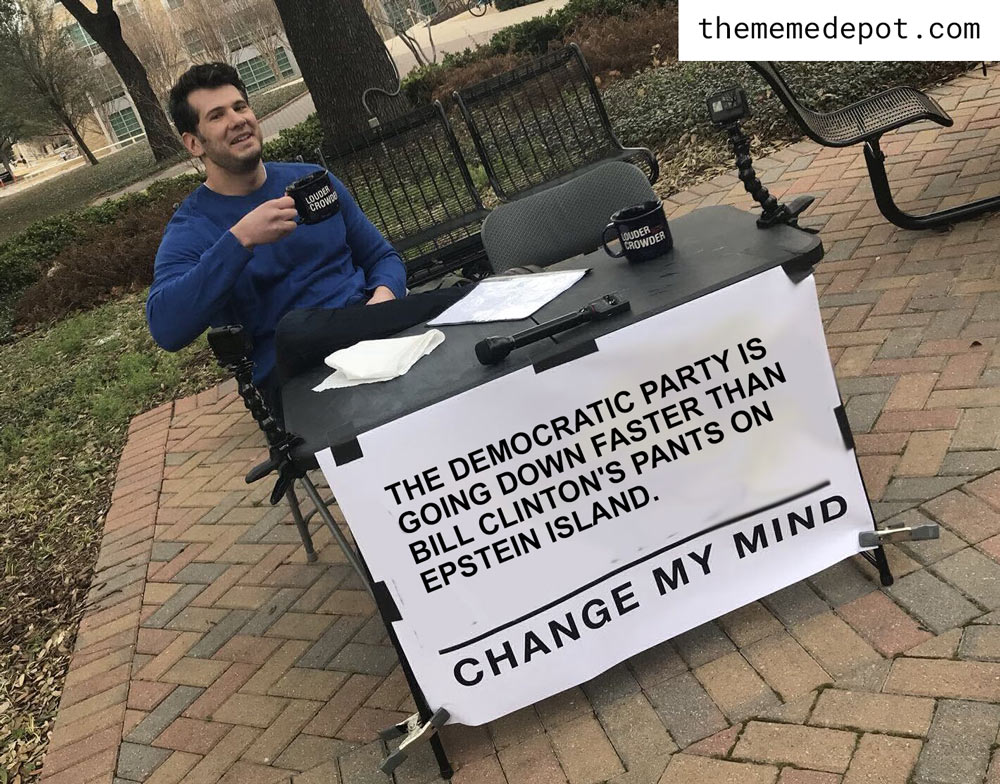 thememedepot.com
LOUDER
CROWDER
LOUDER
CROWDER
THE DEMOCRATIC PARTY IS
GOING DOWN FASTER THAN
BILL CLINTON'S PANTS ON
EPSTEIN ISLAND.
CHANGE MY MIND